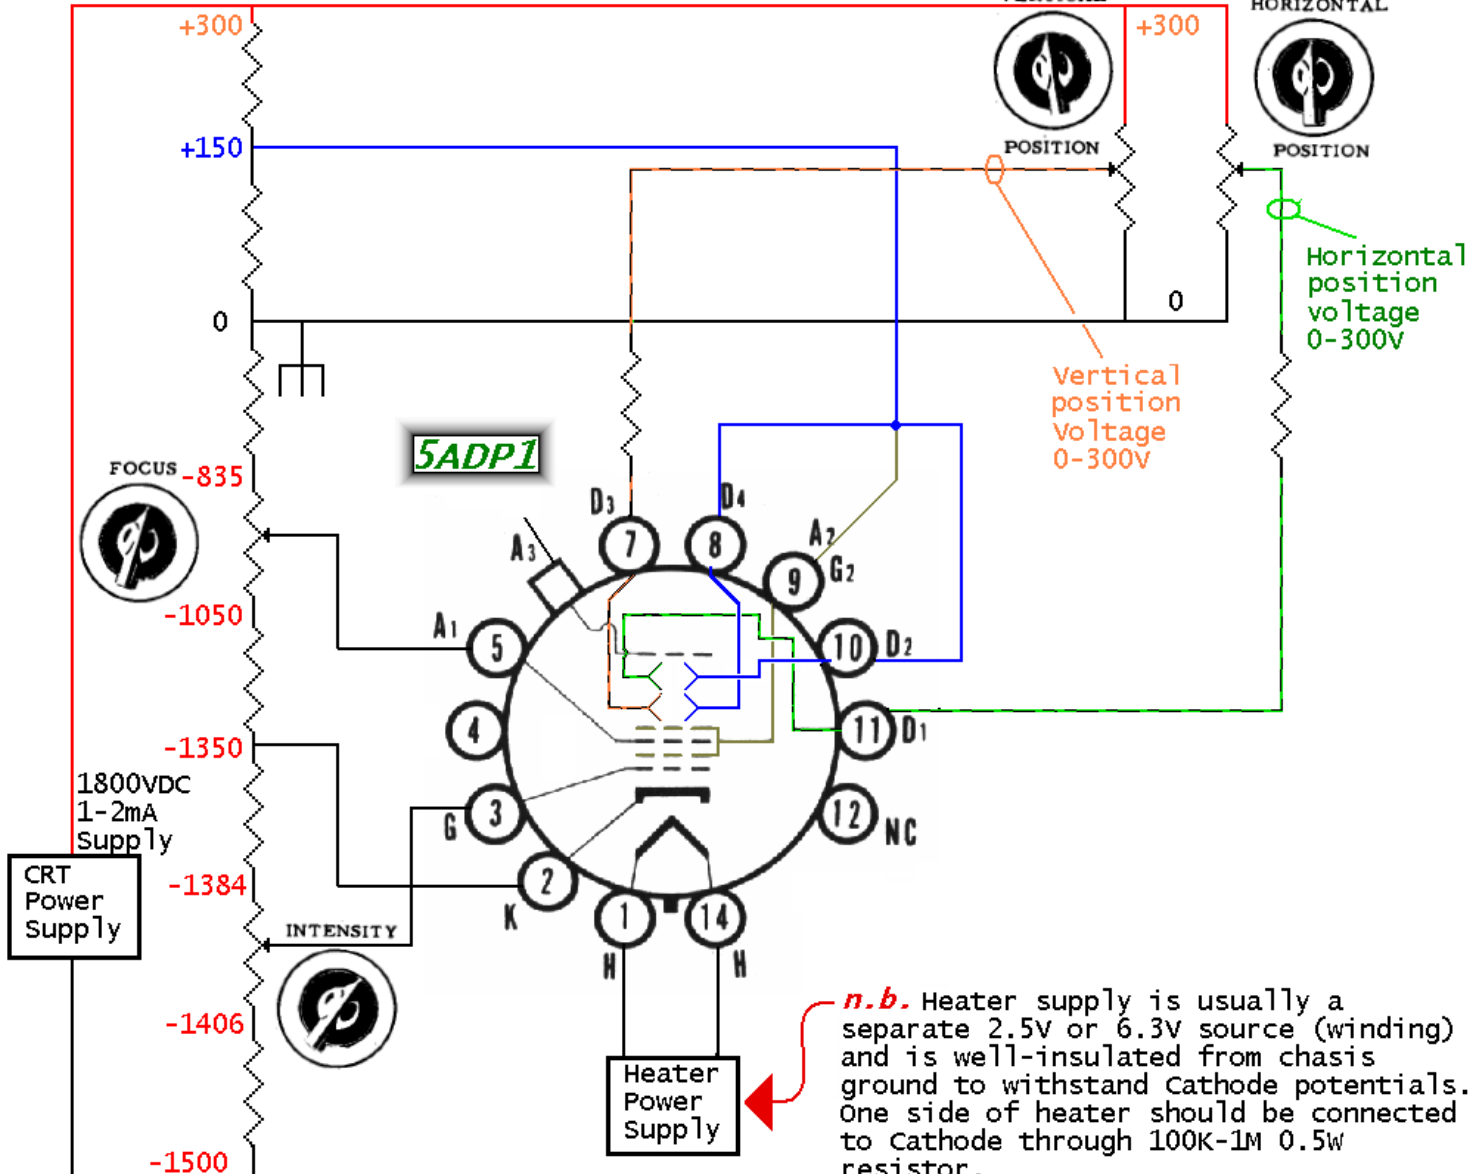 VERTICAL
HORIZONTAL
+300
+300
POSITION
POSITION
+150
Horizontal
position
voltage
0-300V
0
0
Vertical
position
Voltage
0-300V
5ADP1
FOCUS
-835
D3
D4
7
8
A3
A2
G2
9
-1050
A1
5
10
D2
4
11
D1
-1350
1800VDC
1-2mA
Supply
3
G
12
NC
CRT
Power
Supply
-1384
2
K
1
14
INTENSITY
H
H
-1406
n.b. Heater supply is usually a
separate 2.5V or 6.3V source (winding)
and is well-insulated from chasis
ground to withstand Cathode potentials.
One side of heater should be connected
to Cathode through 100K-1M 0.5W
resistor.
Heater
Power
Supply
-1500